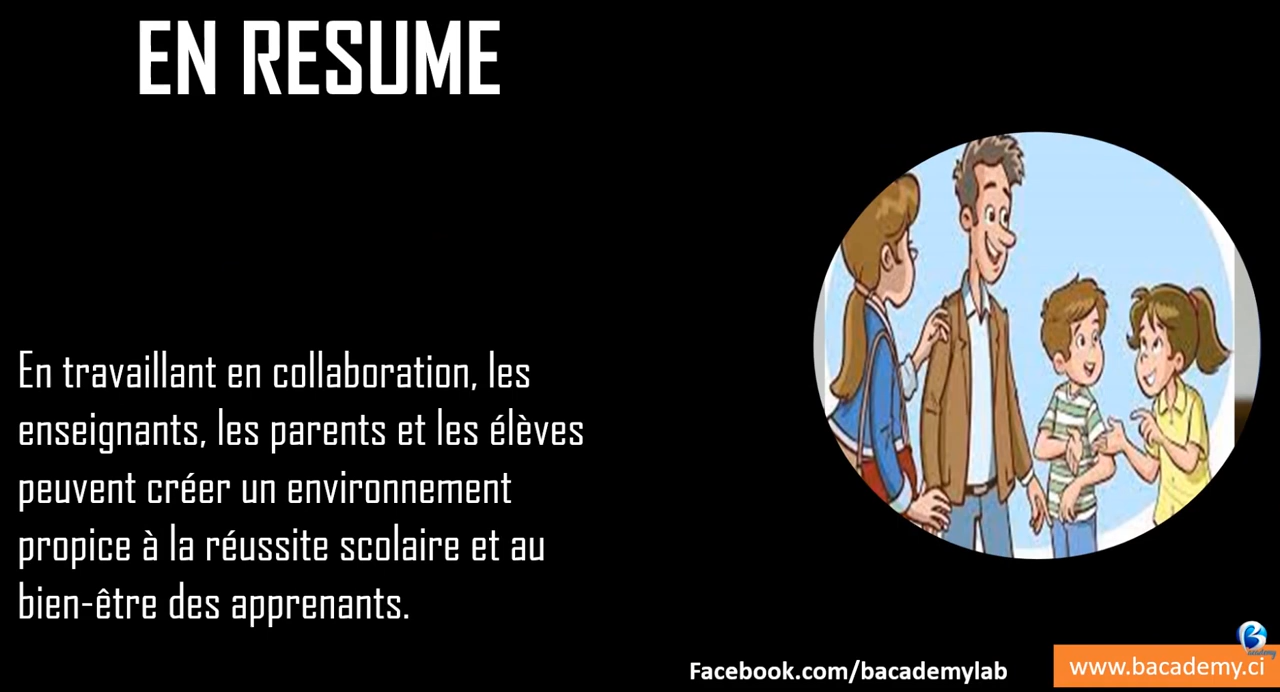 EN RESUME
En travaillant en collaboration, les
enseignants, les parents et les élèves
peuvent créer un environnement
propice à la réussite scolaire et au
bien-être des apprenants.
Facebook.com/bacademylab
B
academy
www.bacademy.ci